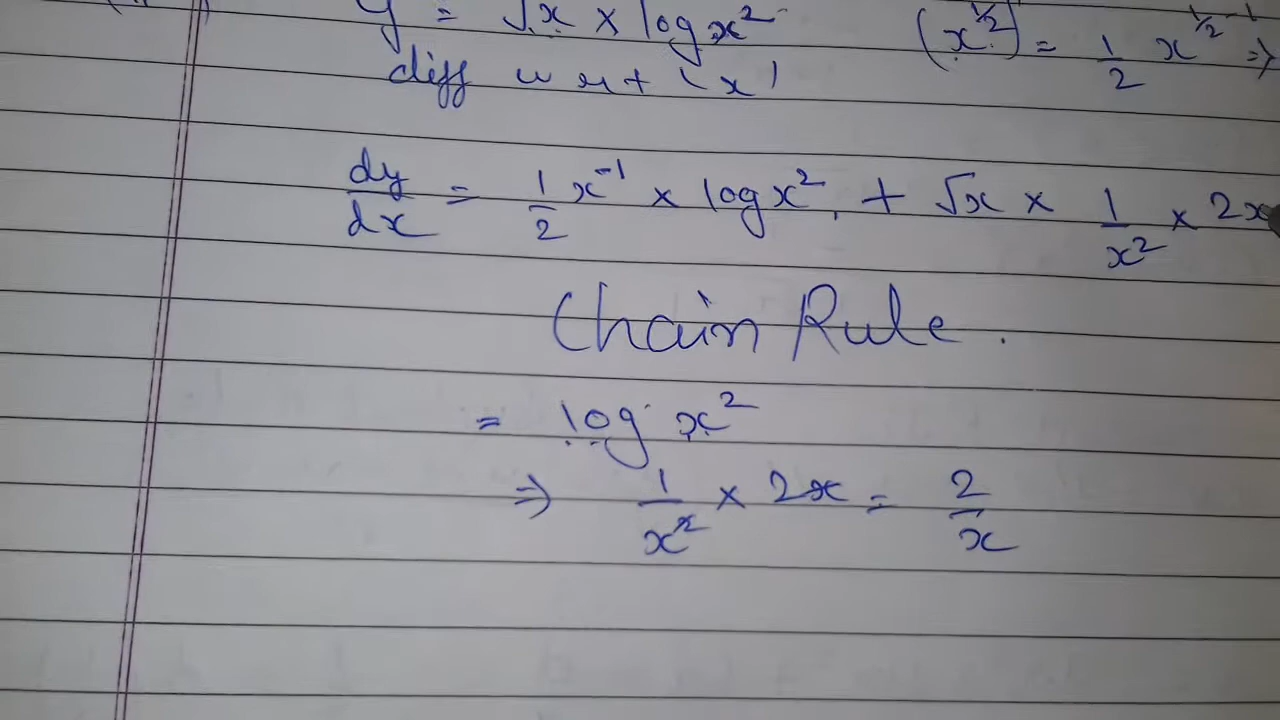 y = √x × log x²
(x^1/2) = 1/2 x^1/2-1 ⇒
diff w r t (x)
dy/dx = 1/2 x⁻¹ × log x² + √x × 1/x² × 2x
Chain Rule.
= log x²
⇒ 1/x² × 2x = 2/x